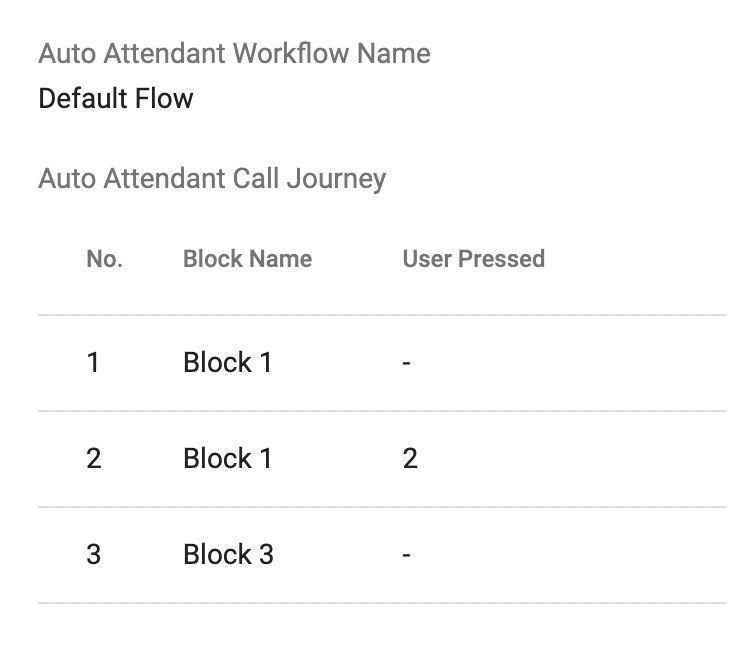 Auto Attendant Workflow Name
Default Flow
Auto Attendant Call Journey
No. Block Name User Pressed
1 Block 1 -
2 Block 1 2
3 Block 3 -